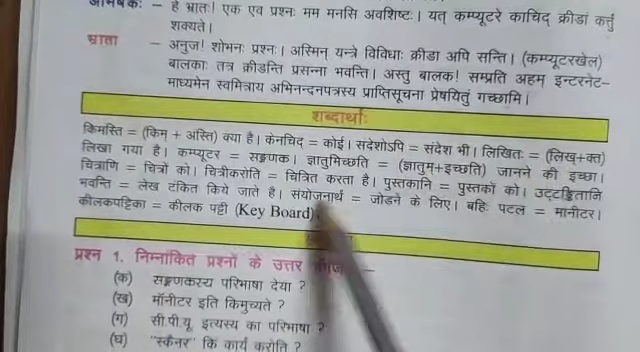 हे भ्रातः! एक एव प्रश्नः मम मनसि अवशिष्टः। यत् कम्प्यूटरे काचिद् क्रीडां कर्तुं
शक्यते।
भ्राता – अनुज! शोभनः प्रश्नः। अस्मिन् यन्त्रे विविधाः क्रीडा अपि सन्ति। (कम्प्यूटरखेल)
बालकाः तत्र क्रीडन्ति प्रसन्ना भवन्ति। अस्तु बालक! सम्प्रति अहम् इन्टरनेट–
माध्यमेन स्वमित्राय अभिनन्दनपत्रस्य प्राप्तिसूचना प्रेषयितुं गच्छामि।
शब्दार्थाः
किमस्ति = (किम् + अस्ति) क्या है। केनचिद् = कोई। संदेशोऽपि = संदेश भी। लिखितः = (लिख्+क्त)
लिखा गया है। कम्प्यूटर = सङ्गणक। ज्ञातुमिच्छति = (ज्ञातुम्+इच्छति) जानने की इच्छा।
चित्राणि = चित्रों को। चित्रीकरोति = चित्रित करता है। पुस्तकानि = पुस्तकों को। उट्टङ्कितानि
भवन्ति = लेख टंकित किये जाते है। संयोजनार्थ = जोडने के लिए। बहिः पटल = मानीटर।
कीलकपट्टिका = कीलक पट्टी (Key Board)
प्रश्न 1. निम्नांकित प्रश्नों के उत्तर
(क) सङ्गणकस्य परिभाषा देया ?
(ख) मॉनीटर इति किमुच्यते ?
(ग) सी.पी.यू. इत्यस्य का परिभाषा ?
(घ) "स्कैनर" किं कार्यं करोति ?